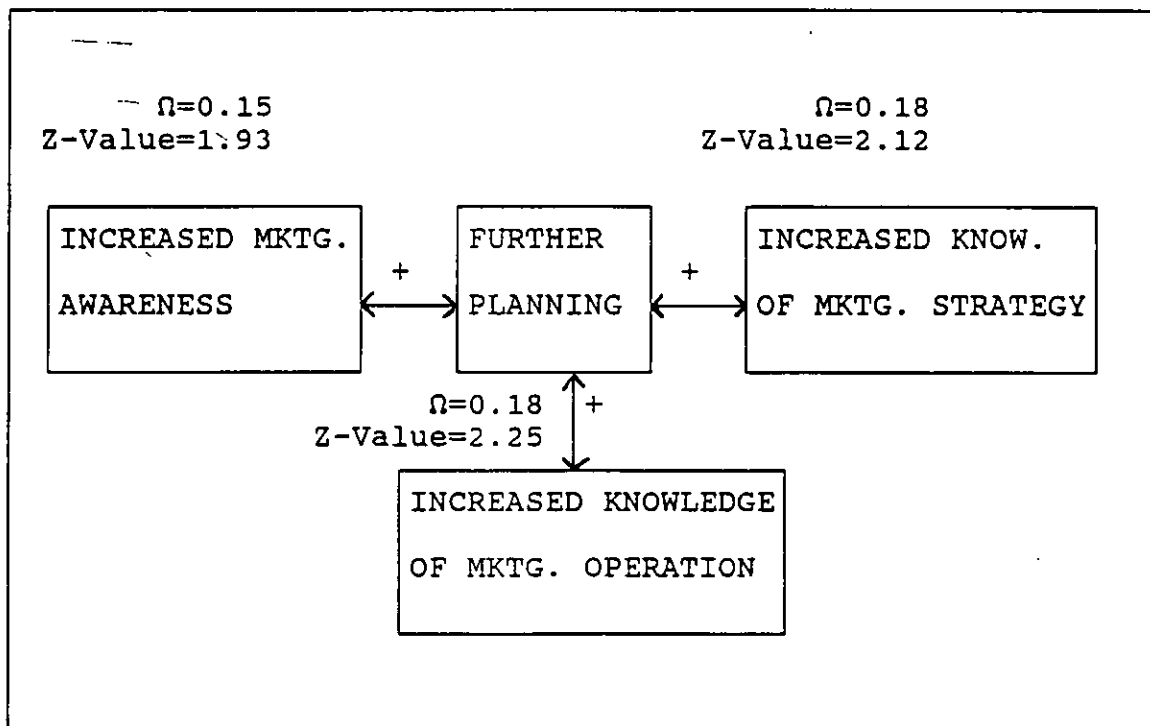 Ω=0.15
Z-Value=1.93
Ω=0.18
Z-Value=2.12
INCREASED MKTG.
AWARENESS
+
FURTHER
PLANNING
+
INCREASED KNOW.
OF MKTG. STRATEGY
Ω=0.18
Z-Value=2.25
+
INCREASED KNOWLEDGE
OF MKTG. OPERATION